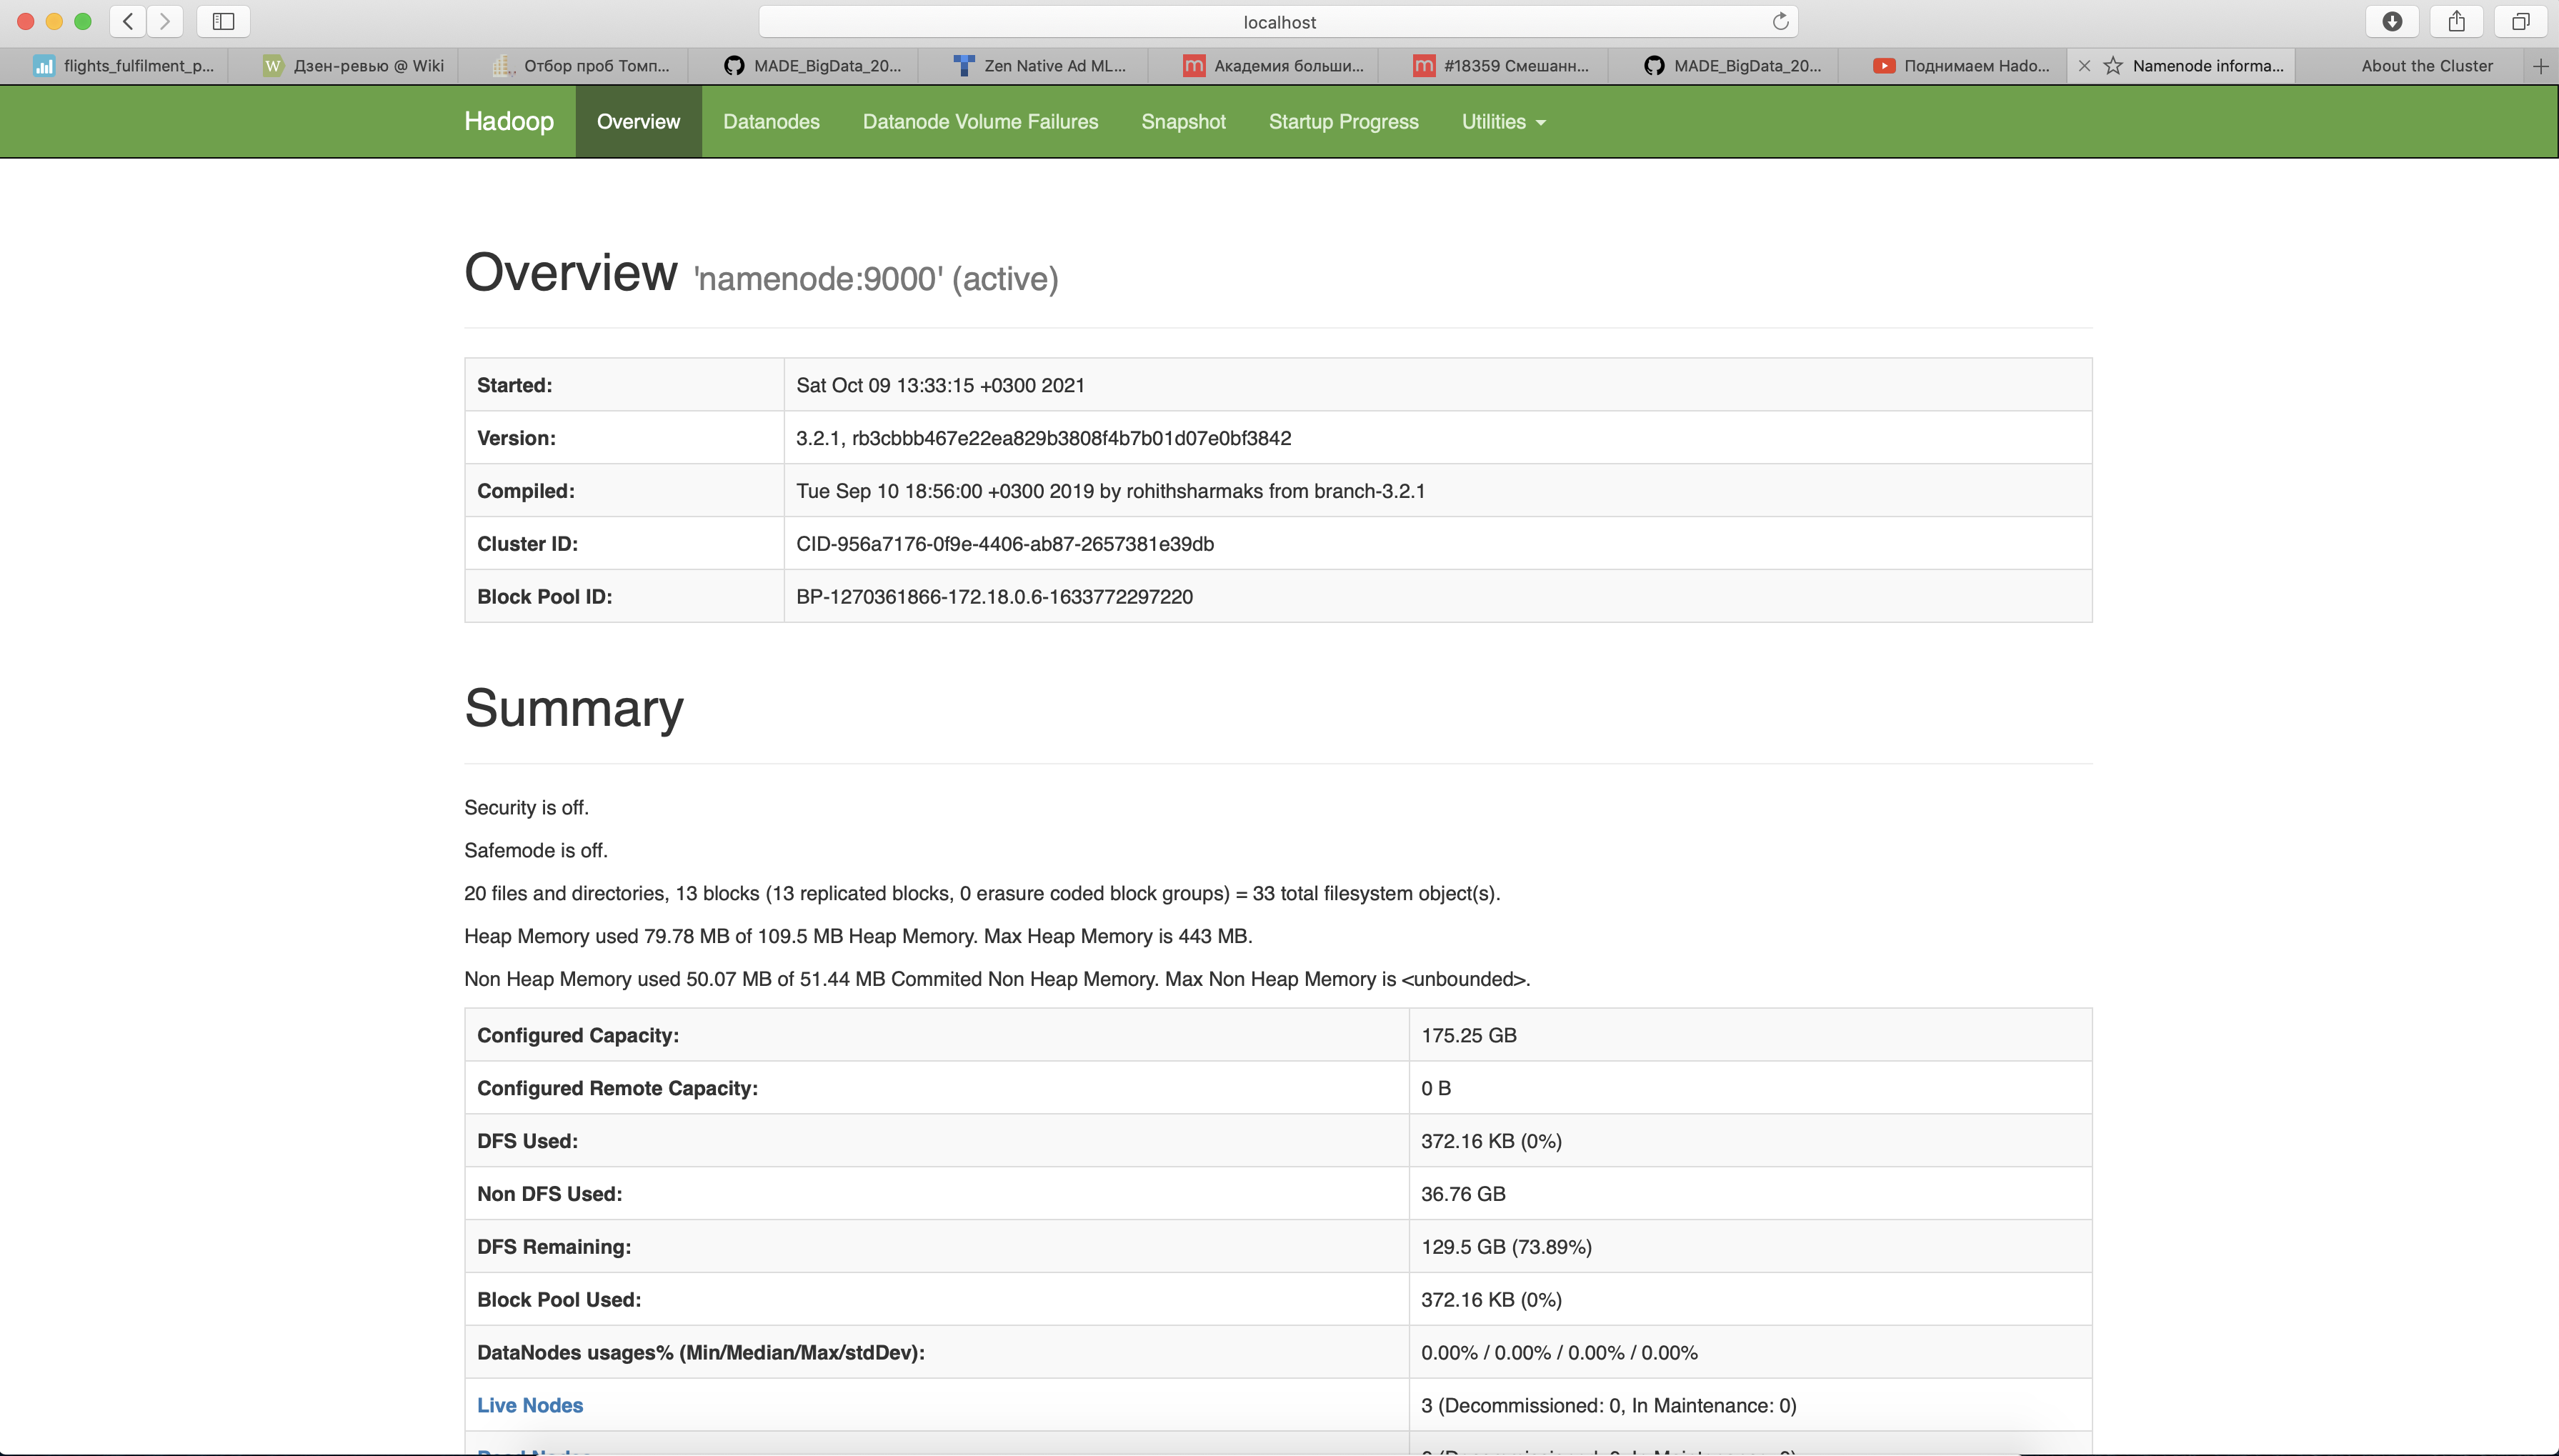 localhost
flights_fulfilment_p...
Дзен-ревью @ Wiki
Отбор проб Томп...
MADE_BigData_20...
Zen Native Ad ML...
Академия больши...
#18359 Смешанн...
MADE_BigData_20...
Поднимаем Hado...
Namenode informa...
About the Cluster
Hadoop Overview Datanodes Datanode Volume Failures Snapshot Startup Progress Utilities
Overview 'namenode:9000' (active)
Started: Sat Oct 09 13:33:15 +0300 2021
Version: 3.2.1, rb3cbbb467e22ea829b3808f4b7b01d07e0bf3842
Compiled: Tue Sep 10 18:56:00 +0300 2019 by rohithsharmaks from branch-3.2.1
Cluster ID: CID-956a7176-0f9e-4406-ab87-2657381e39db
Block Pool ID: BP-1270361866-172.18.0.6-1633772297220
Summary
Security is off.
Safemode is off.
20 files and directories, 13 blocks (13 replicated blocks, 0 erasure coded block groups) = 33 total filesystem object(s).
Heap Memory used 79.78 MB of 109.5 MB Heap Memory. Max Heap Memory is 443 MB.
Non Heap Memory used 50.07 MB of 51.44 MB Commited Non Heap Memory. Max Non Heap Memory is <unbounded>.
Configured Capacity: 175.25 GB
Configured Remote Capacity: 0 B
DFS Used: 372.16 KB (0%)
Non DFS Used: 36.76 GB
DFS Remaining: 129.5 GB (73.89%)
Block Pool Used: 372.16 KB (0%)
DataNodes usages% (Min/Median/Max/stdDev): 0.00% / 0.00% / 0.00% / 0.00%
Live Nodes 3 (Decommissioned: 0, In Maintenance: 0)